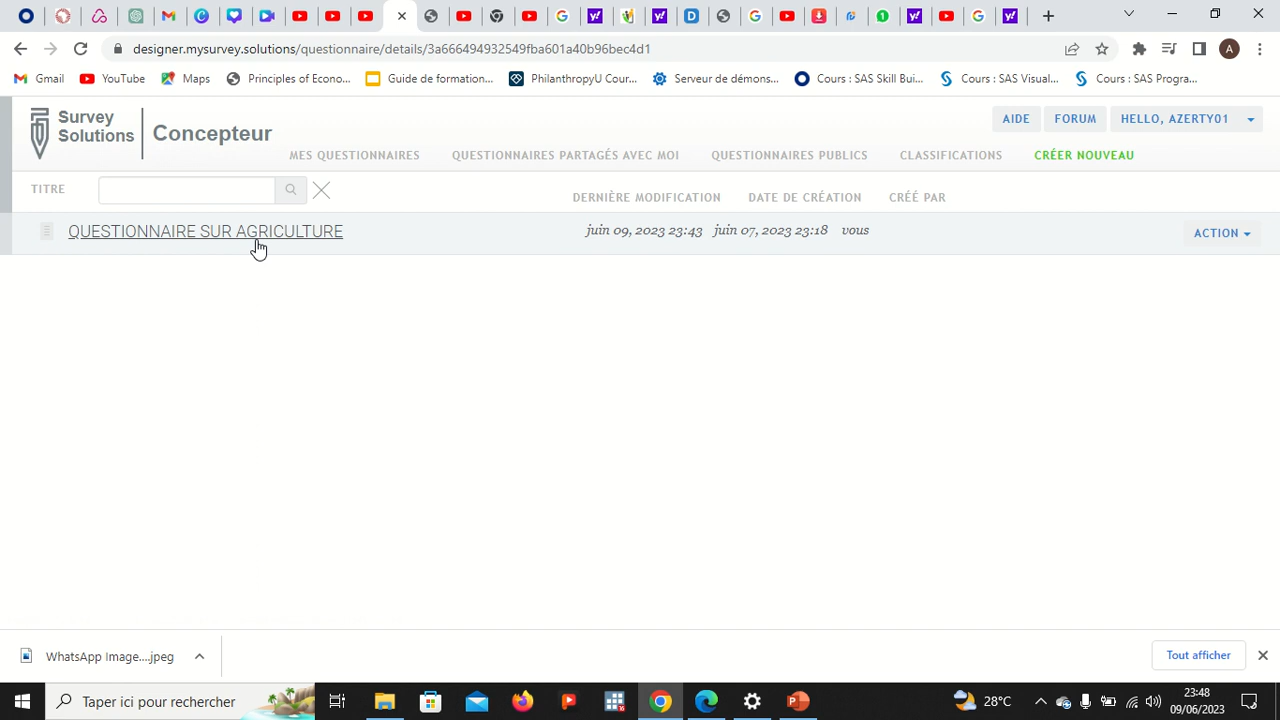 designer.mysurvey.solutions/questionnaire/details/3a666494932549fba601a40b96bec4d1
A
Gmail YouTube Maps Principles of Econo... Guide de formation... PhilanthropyU Cour... Serveur de démons... Cours : SAS Skill Bui... Cours : SAS Visual... Cours : SAS Progra...
Survey
Solutions
Concepteur
AIDE FORUM HELLO, AZERTY01
MES QUESTIONNAIRES QUESTIONNAIRES PARTAGÉS AVEC MOI QUESTIONNAIRES PUBLICS CLASSIFICATIONS CRÉER NOUVEAU
TITRE
DERNIÈRE MODIFICATION DATE DE CRÉATION CRÉÉ PAR
QUESTIONNAIRE SUR AGRICULTURE juin 09, 2023 23:43 juin 07, 2023 23:18 vous ACTION
WhatsApp Image....jpeg Tout afficher
Taper ici pour rechercher 28°C 23:48
09/06/2023